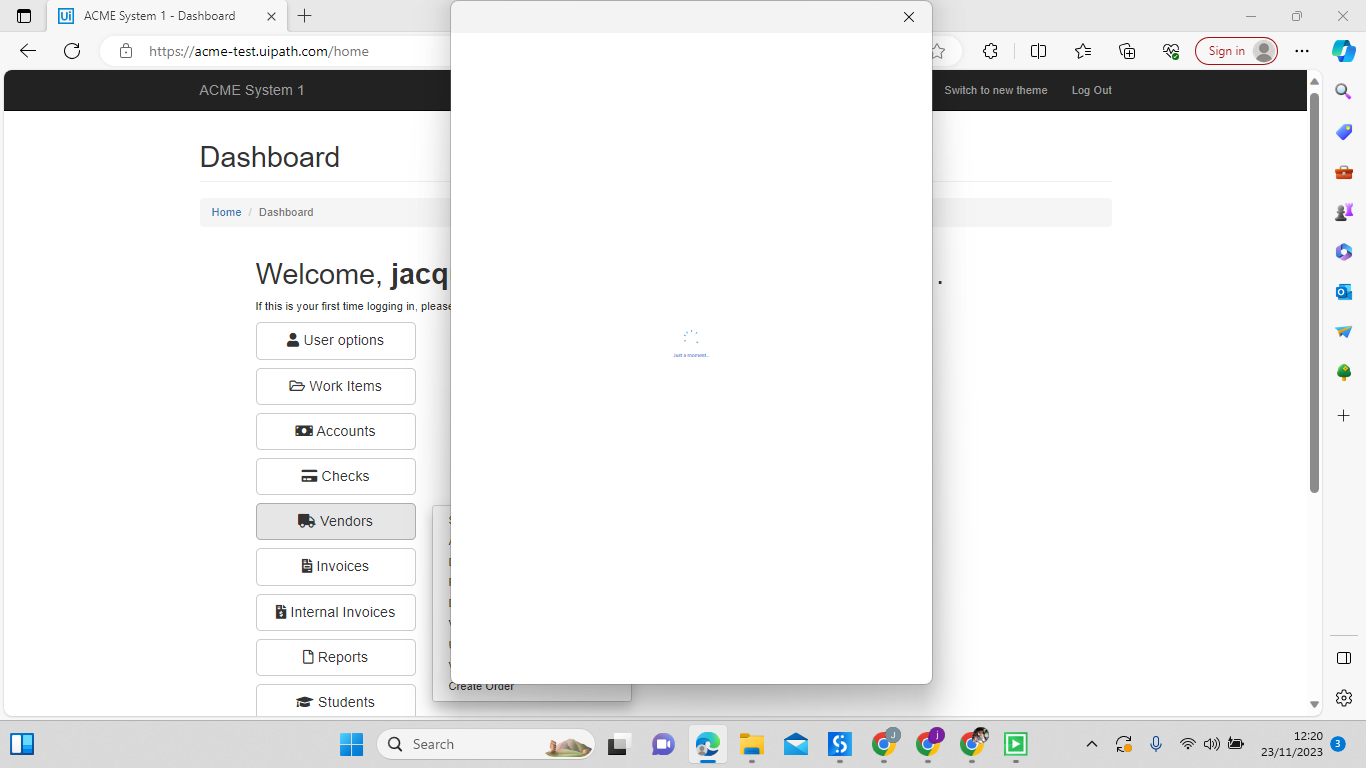 Ui ACME System 1 - Dashboard
https://acme-test.uipath.com/home
Sign in
ACME System 1
Switch to new theme
Log Out
Dashboard
Home / Dashboard
Welcome, jacq
.
If this is your first time logging in, please
User options
Work Items
Accounts
Checks
Vendors
Invoices
Internal Invoices
Reports
Students
Just a moment...
Create Order
Search
J
j
12:20
23/11/2023
3